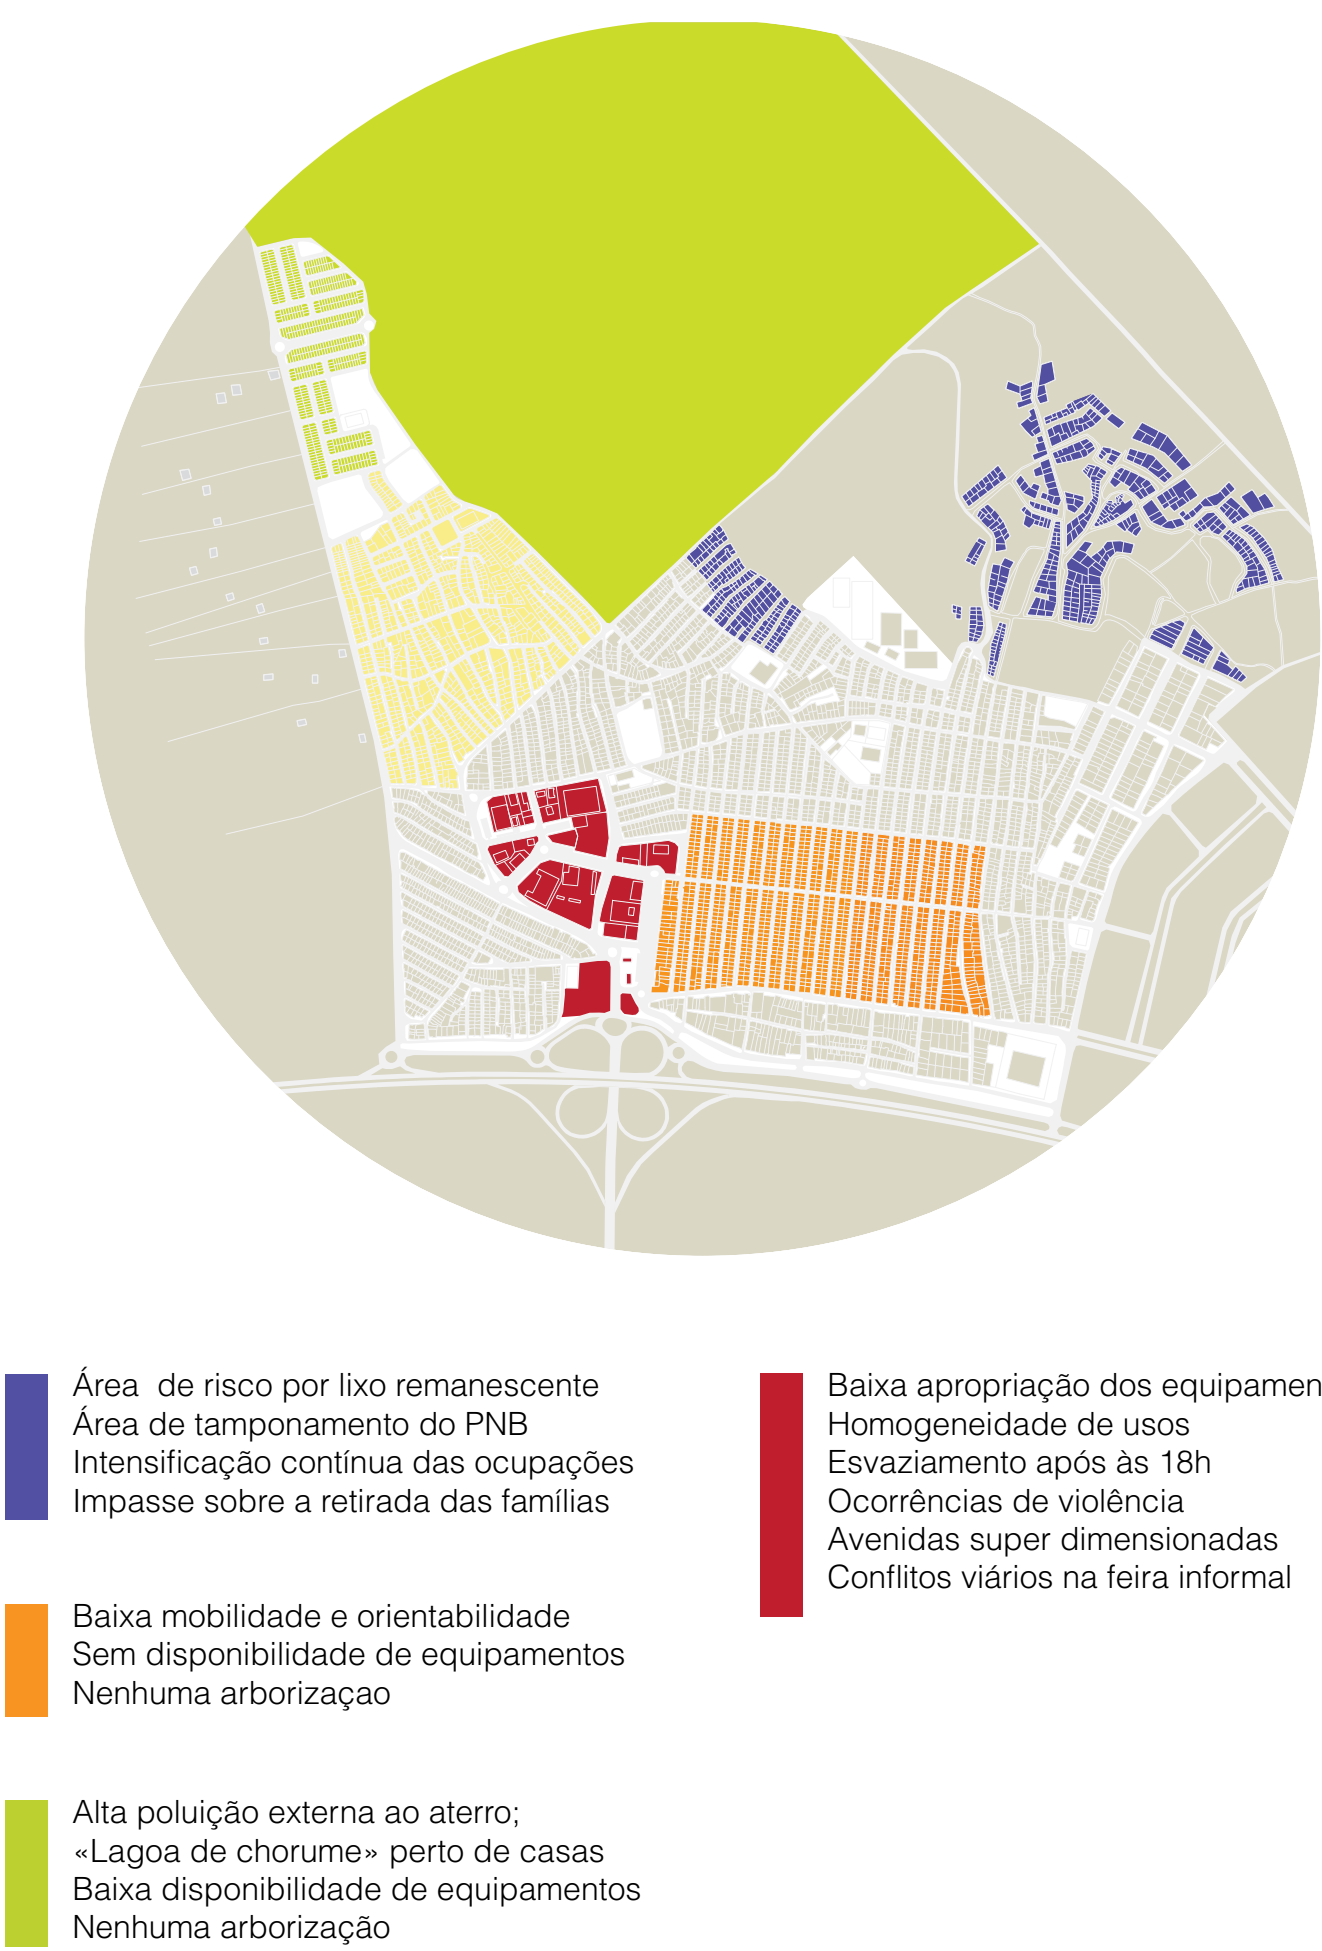 Área de risco por lixo remanescente
Área de tamponamento do PNB
Intensificação contínua das ocupações
Impasse sobre a retirada das famílias
Baixa mobilidade e orientabilidade
Sem disponibilidade de equipamentos
Nenhuma arborizaçao
Alta poluição externa ao aterro;
«Lagoa de chorume» perto de casas
Baixa disponibilidade de equipamentos
Nenhuma arborização
Baixa apropriação dos equipamen
Homogeneidade de usos
Esvaziamento após às 18h
Ocorrências de violência
Avenidas super dimensionadas
Conflitos viários na feira informal